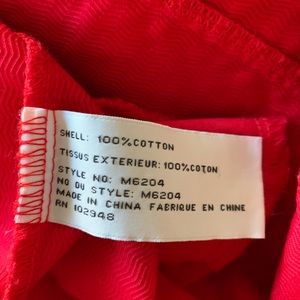 SHELL: 100%COTTON
TISSUS EXTERIEUR: 100%COTON
STYLE NO: M6204
NO DU STYLE: M6204
MADE IN CHINA FABRIQUE EN CHINE
RN 102948